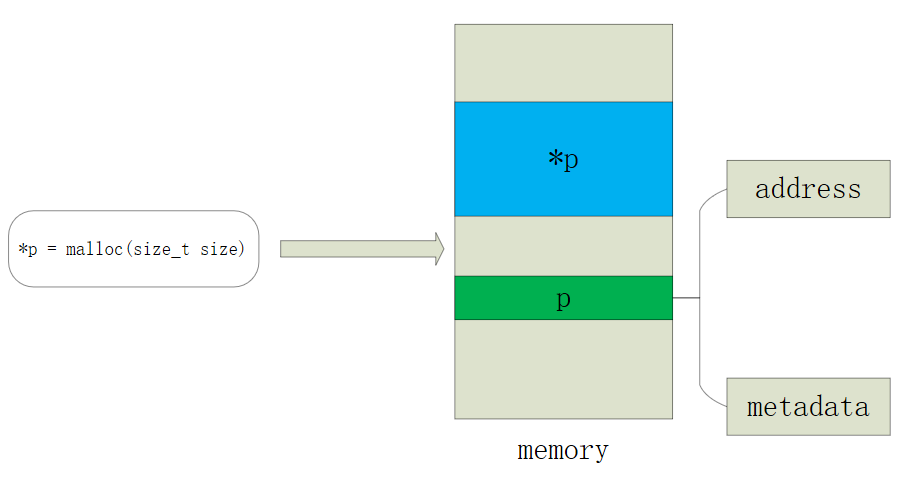 *p
address
*p = malloc(size_t size)
p
metadata
memory